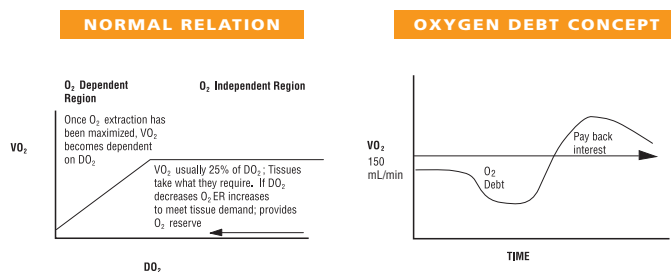 NORMAL RELATION
O₂ Dependent
Region
O₂ Independent Region
Once O₂ extraction has
been maximized, VO₂
becomes dependent
on DO₂
VO₂
VO₂ usually 25% of DO₂; Tissues
take what they require. If DO₂
decreases O₂ER increases
to meet tissue demand; provides
O₂ reserve
DO₂
OXYGEN DEBT CONCEPT
VO₂
150
mL/min
O₂
Debt
Pay back
interest
TIME